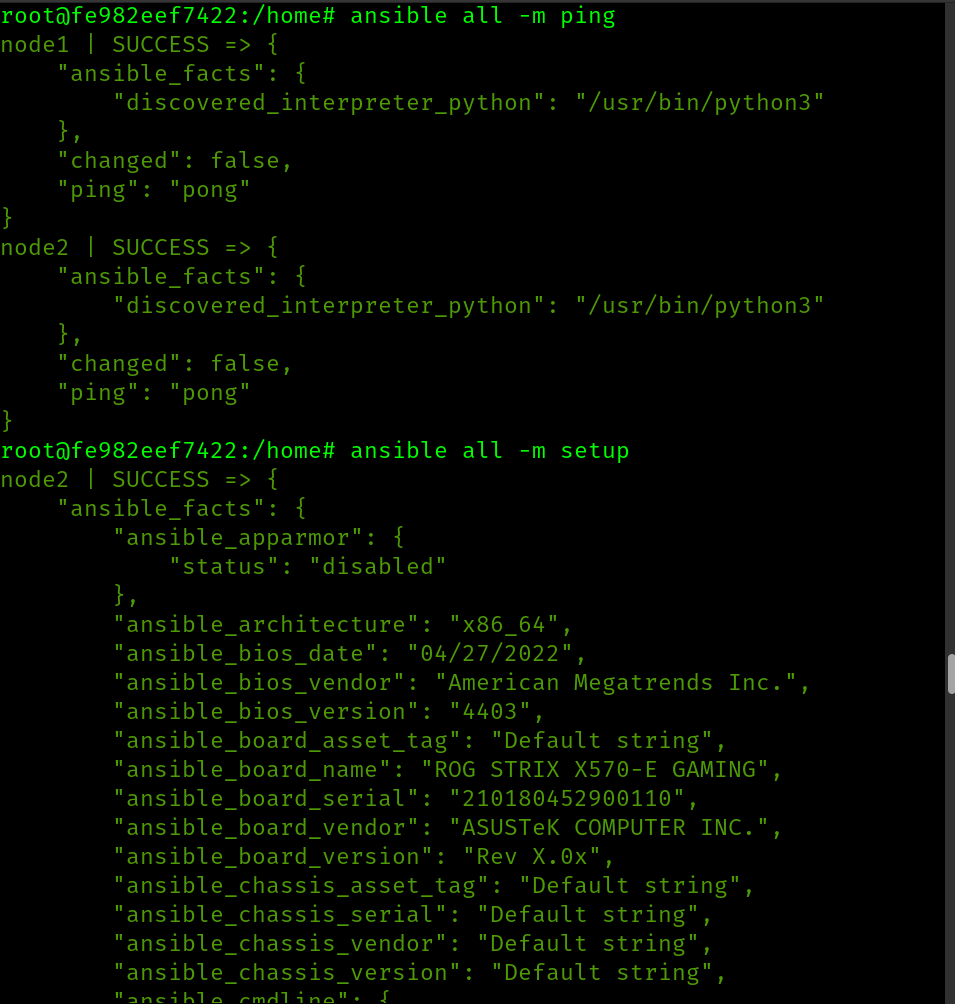 root@fe982eef7422:/home# ansible all -m ping
node1 | SUCCESS => {
    "ansible_facts": {
        "discovered_interpreter_python": "/usr/bin/python3"
    },
    "changed": false,
    "ping": "pong"
}
node2 | SUCCESS => {
    "ansible_facts": {
        "discovered_interpreter_python": "/usr/bin/python3"
    },
    "changed": false,
    "ping": "pong"
}
root@fe982eef7422:/home# ansible all -m setup
node2 | SUCCESS => {
    "ansible_facts": {
        "ansible_apparmor": {
            "status": "disabled"
        },
        "ansible_architecture": "x86_64",
        "ansible_bios_date": "04/27/2022",
        "ansible_bios_vendor": "American Megatrends Inc.",
        "ansible_bios_version": "4403",
        "ansible_board_asset_tag": "Default string",
        "ansible_board_name": "ROG STRIX X570-E GAMING",
        "ansible_board_serial": "210180452900110",
        "ansible_board_vendor": "ASUSTeK COMPUTER INC.",
        "ansible_board_version": "Rev X.0x",
        "ansible_chassis_asset_tag": "Default string",
        "ansible_chassis_serial": "Default string",
        "ansible_chassis_vendor": "Default string",
        "ansible_chassis_version": "Default string",
        "ansible_cmdline": {